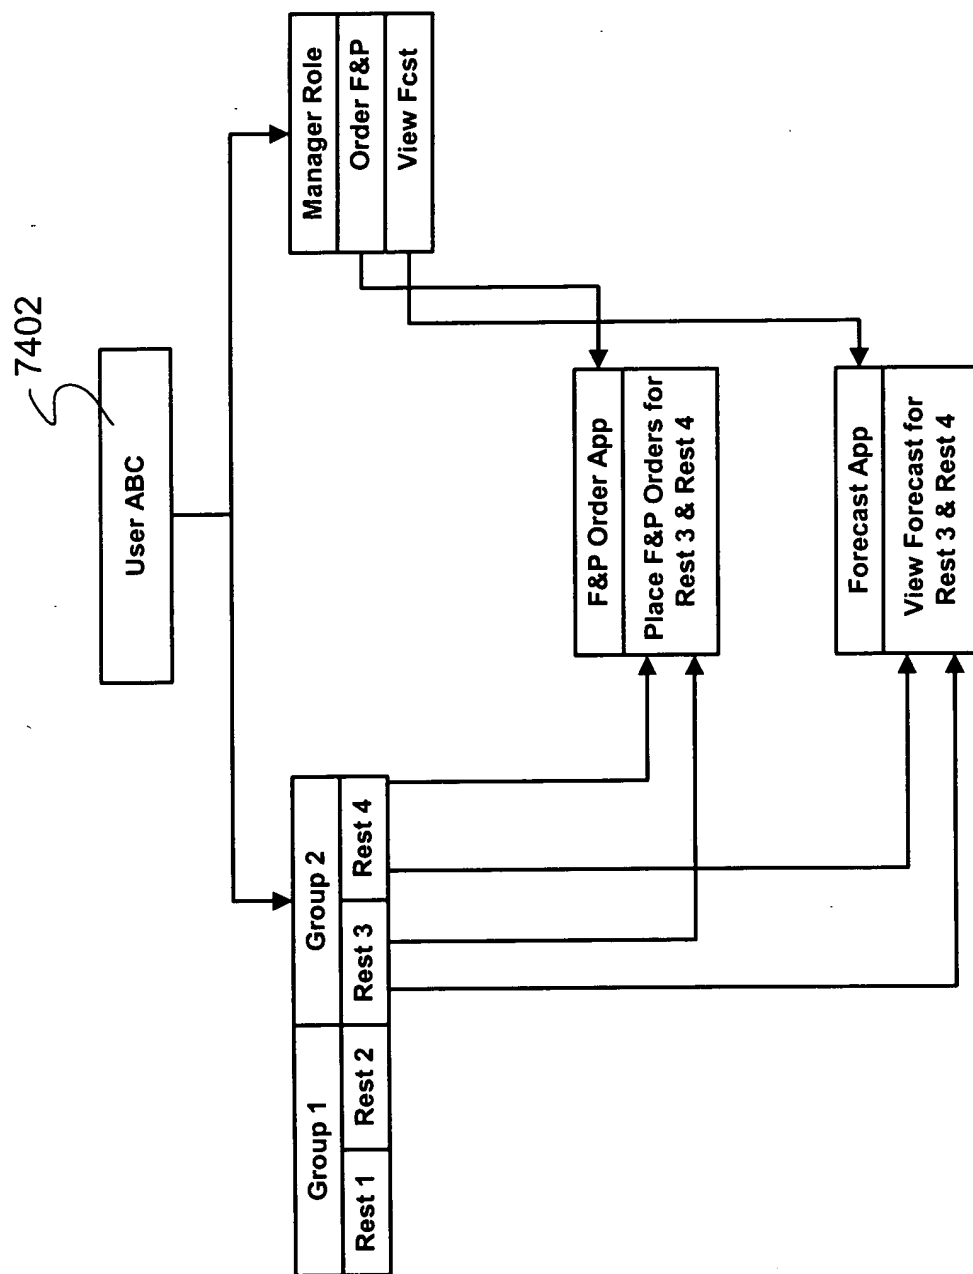 7402
User ABC
Group 1
Group 2
Rest 1
Rest 2
Rest 3
Rest 4
Manager Role
Order F&P
View Fcst
F&P Order App
Place F&P Orders for
Rest 3 & Rest 4
Forecast App
View Forecast for
Rest 3 & Rest 4